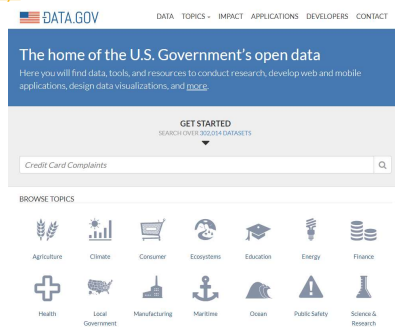 DATA.GOV
DATA TOPICS IMPACT APPLICATIONS DEVELOPERS CONTACT
The home of the U.S. Government's open data
Here you will find data, tools, and resources to conduct research, develop web and mobile
applications, design data visualizations, and more.
GET STARTED
SEARCH OVER 302,014 DATASETS
Credit Card Complaints
BROWSE TOPICS
Agriculture Climate Consumer Ecosystems Education Energy Finance
Health Local Government Manufacturing Maritime Ocean Public Safety Science & Research